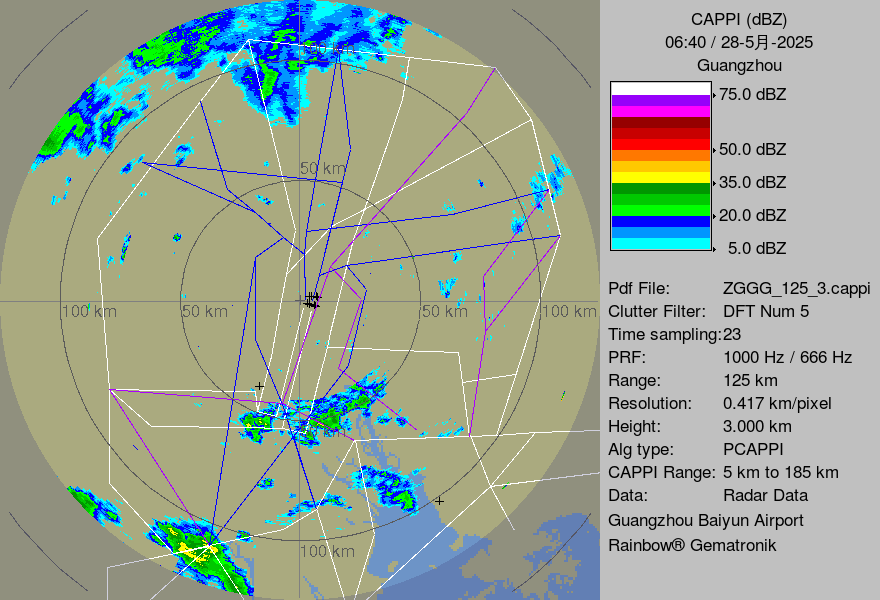 CAPPI (dBZ)
06:40 / 28-5月-2025
Guangzhou
75.0 dBZ
50.0 dBZ
35.0 dBZ
20.0 dBZ
5.0 dBZ
50 km
100 km
50 km
50 km
100 km
100 km
Pdf File: ZGGG_125_3.cappi
Clutter Filter: DFT Num 5
Time sampling:23
PRF: 1000 Hz / 666 Hz
Range: 125 km
Resolution: 0.417 km/pixel
Height: 3.000 km
Alg type: PCAPPI
CAPPI Range: 5 km to 185 km
Data: Radar Data
Guangzhou Baiyun Airport
Rainbow® Gematronik